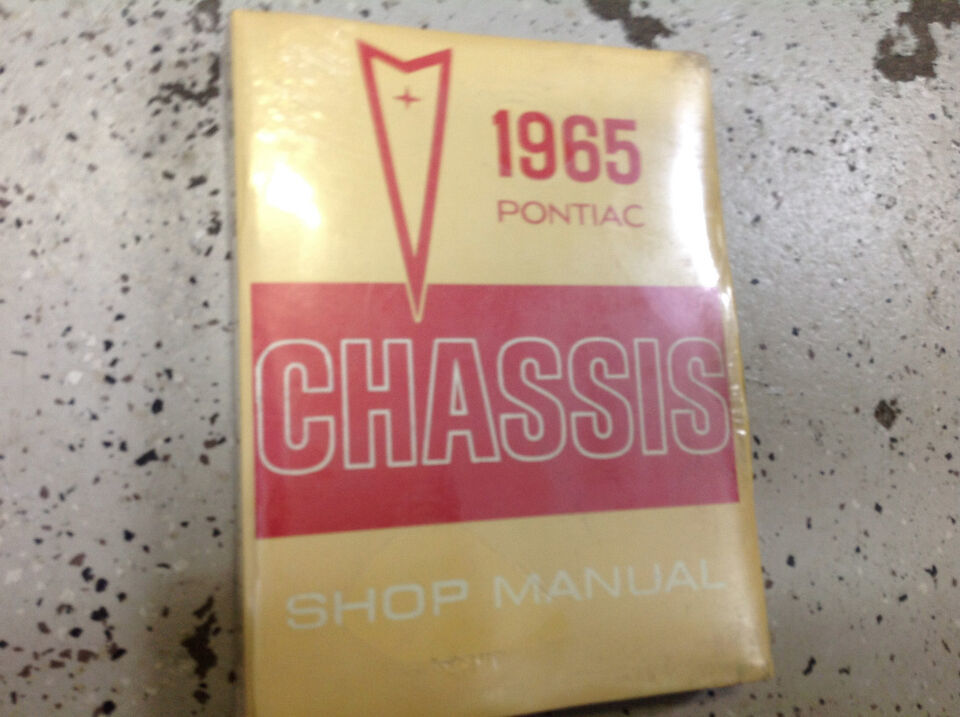 1965
PONTIAC
CHASSIS
SHOP MANUAL